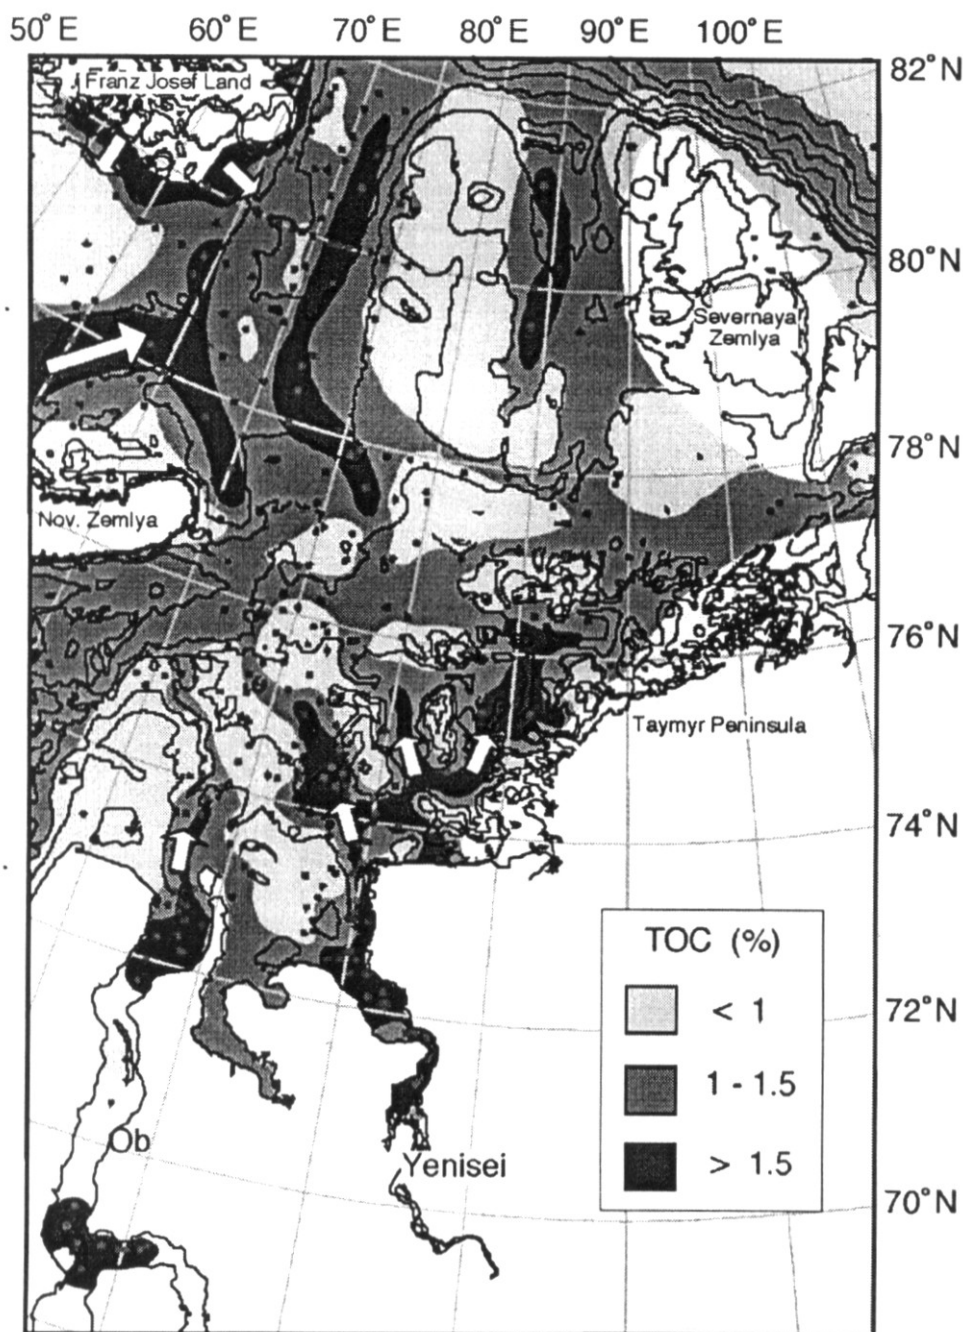 50°E 60°E 70°E 80°E 90°E 100°E
82°N
Franz Josef Land
80°N
Severnaya
Zemlya
78°N
Nov. Zemlya
76°N
Taymyr Peninsula
74°N
TOC (%)
< 1
72°N
1 - 1.5
Ob
Yenisei
> 1.5
70°N